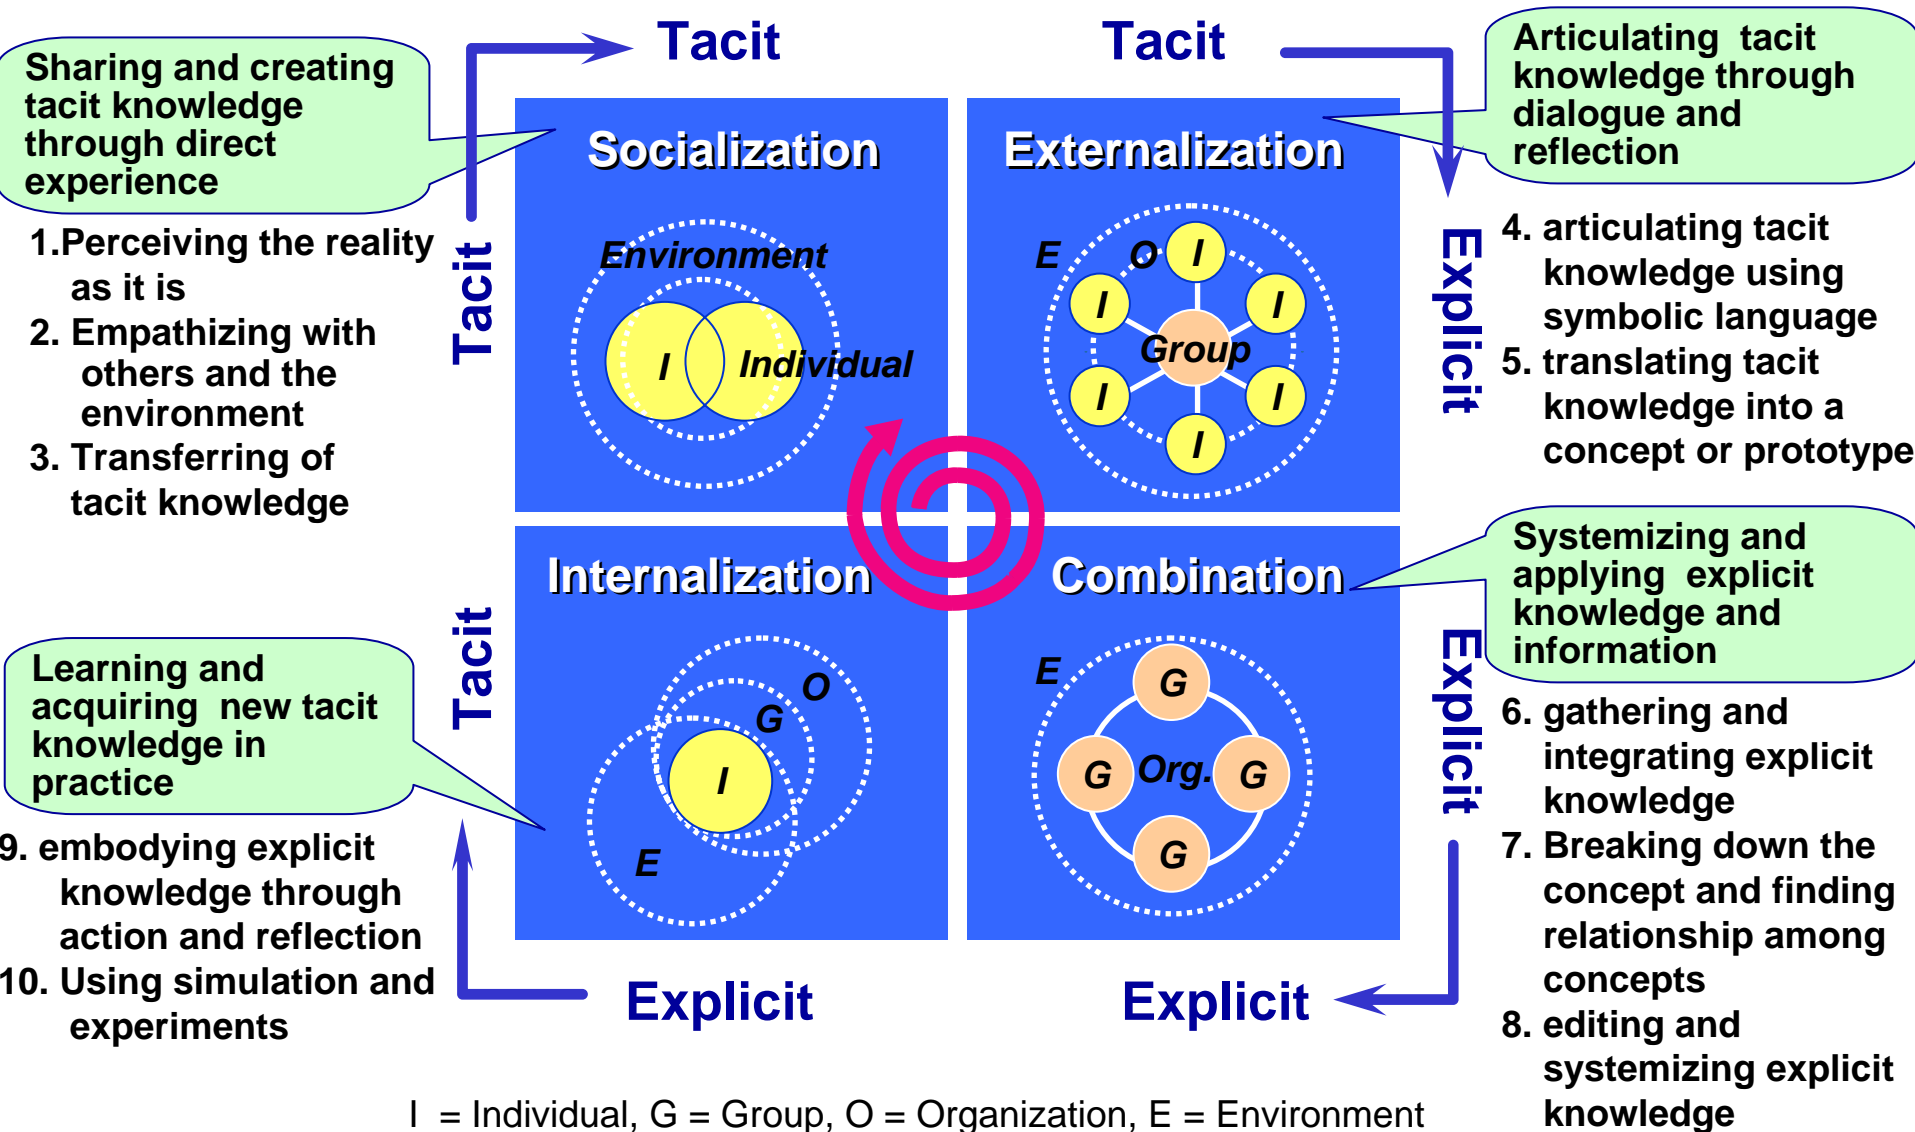 Tacit
Tacit
Sharing and creating
tacit knowledge
through direct
experience
Articulating tacit
knowledge through
dialogue and
reflection
Socialization
Externalization
1.Perceiving the reality
as it is
2. Empathizing with
others and the
environment
3. Transferring of
tacit knowledge
Tacit
Environment
I
Individual
E
O
I
I
I
Group
I
I
I
Explicit
4. articulating tacit
knowledge using
symbolic language
5. translating tacit
knowledge into a
concept or prototype
Internalization
Combination
Systemizing and
applying explicit
knowledge and
information
Learning and
acquiring new tacit
knowledge in
practice
Tacit
O
G
I
E
E
G
G
Org.
G
G
Explicit
6. gathering and
integrating explicit
knowledge
7. Breaking down the
concept and finding
relationship among
concepts
8. editing and
systemizing explicit
knowledge
9. embodying explicit
knowledge through
action and reflection
10. Using simulation and
experiments
Explicit
Explicit
I = Individual, G = Group, O = Organization, E = Environment